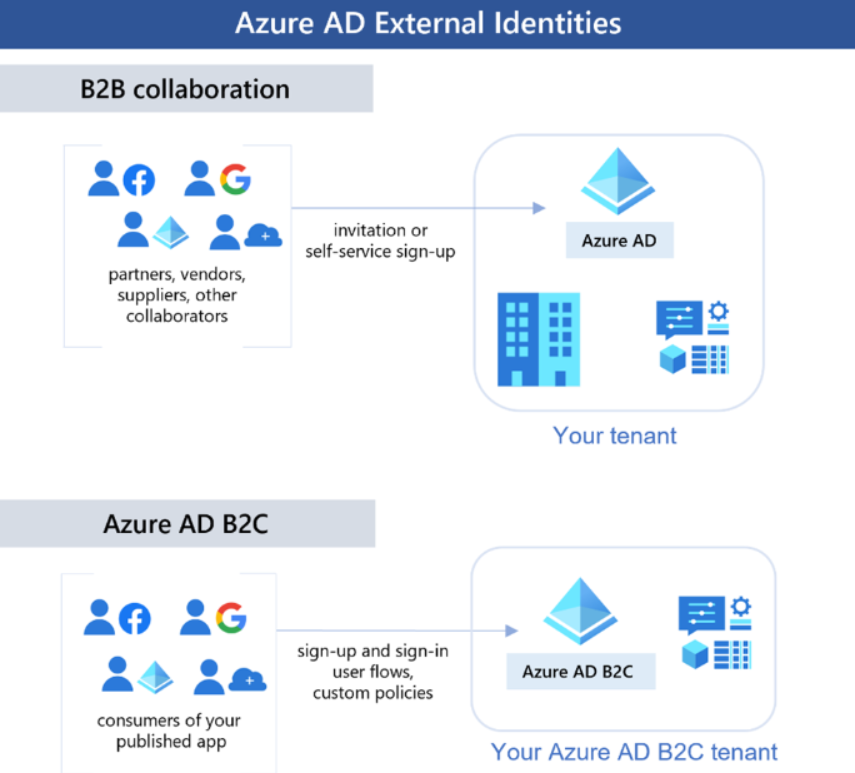 Azure AD External Identities
B2B collaboration
invitation or
self-service sign-up
partners, vendors,
suppliers, other
collaborators
Azure AD
Your tenant
Azure AD B2C
sign-up and sign-in
user flows,
custom policies
consumers of your
published app
Azure AD B2C
Your Azure AD B2C tenant